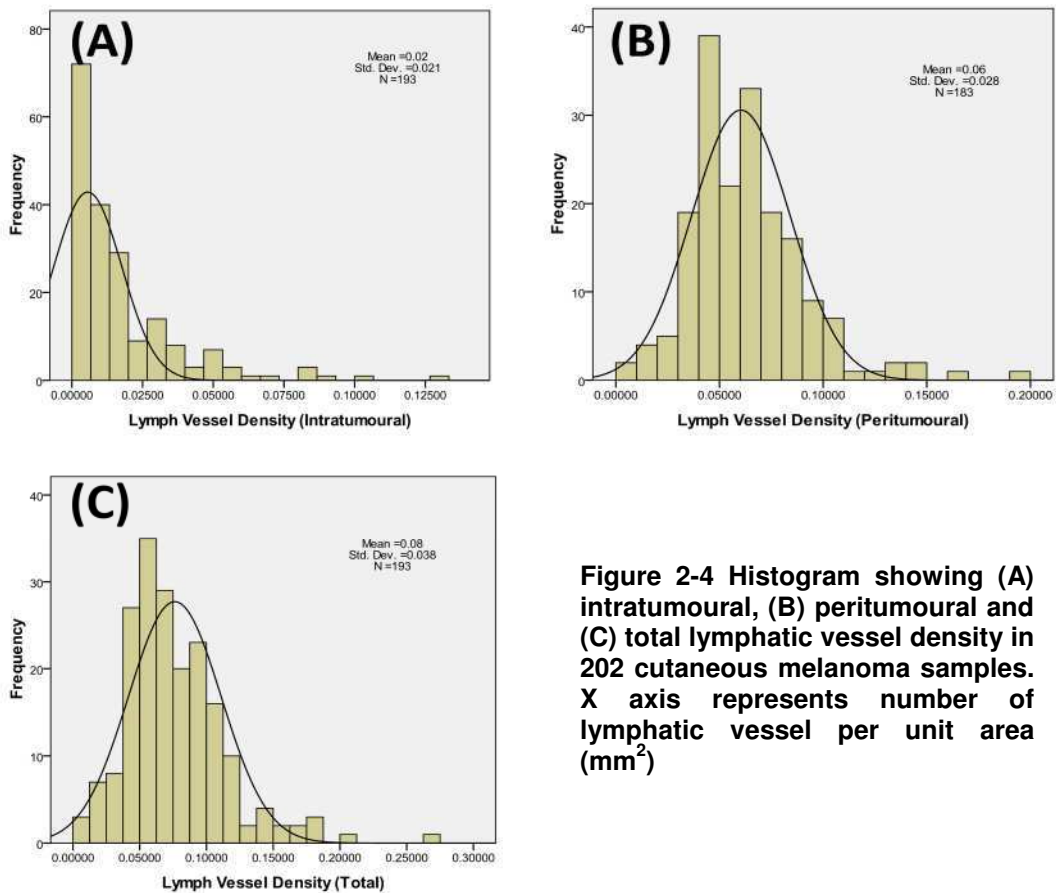 (A)
Mean =0.02
Std. Dev. =0.021
N =193
80
60
40
20
0
Frequency
0.00000 0.02500 0.05000 0.07500 0.10000 0.12500
Lymph Vessel Density (Intratumoural)
(B)
Mean =0.06
Std. Dev. =0.028
N =183
40
30
20
10
0
Frequency
0.00000 0.05000 0.10000 0.15000 0.20000
Lymph Vessel Density (Peritumoural)
(C)
Mean =0.08
Std. Dev. =0.038
N =193
40
30
20
10
0
Frequency
0.00000 0.05000 0.10000 0.15000 0.20000 0.25000 0.30000
Lymph Vessel Density (Total)
Figure 2-4 Histogram showing (A)
intratumoural, (B) peritumoural and
(C) total lymphatic vessel density in
202 cutaneous melanoma samples.
X axis represents number of
lymphatic vessel per unit area
(mm²)